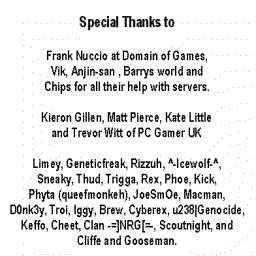 Special Thanks to
Frank Nuccio at Domain of Games,
Vik, Anjin-san , Barrys world and
Chips for all their help with servers.
Kieron Gillen, Matt Pierce, Kate Little
and Trevor Witt of PC Gamer UK
Limey, Geneticfreak, Rizzuh, ^-Icewolf-^,
Sneaky, Thud, Trigga, Rex, Phoe, Kick,
Phyta (queefmonkeh), JoeSmOe, Macman,
D0nk3y, Troi, Iggy, Brew, Cyberex, u238|Genocide,
Keffo, Cheet, Clan -=]NRG[=-, Scoutnight, and
Cliffe and Gooseman.